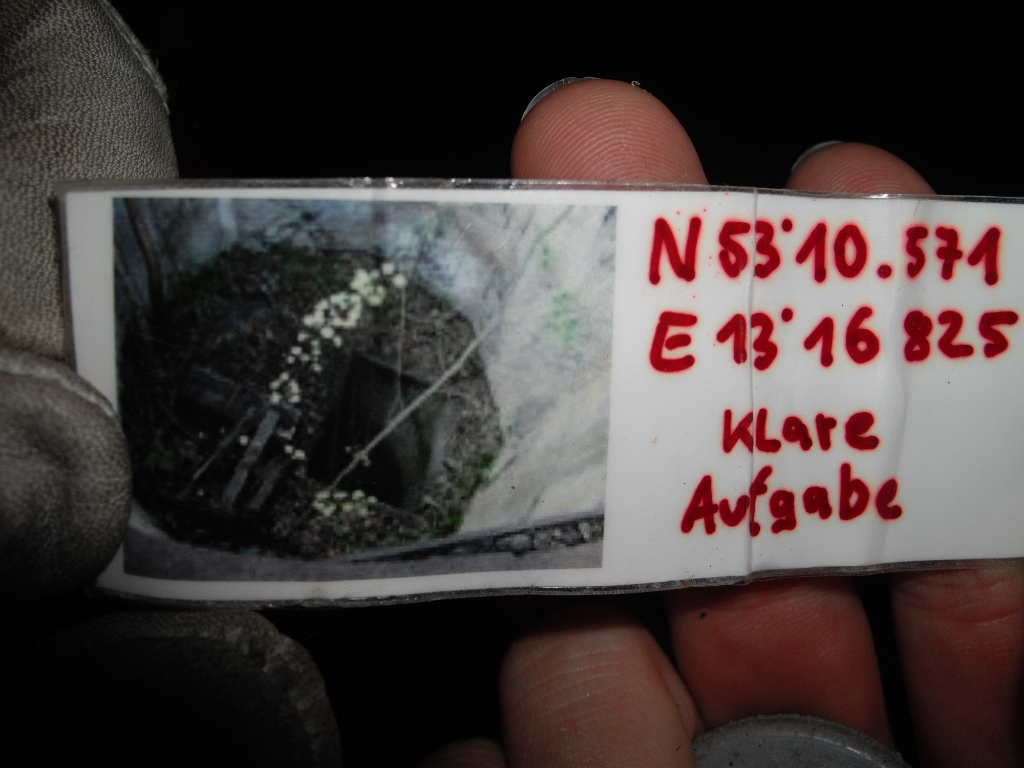 N 53° 10.571
E 13° 16 825
Klare
Aufgabe